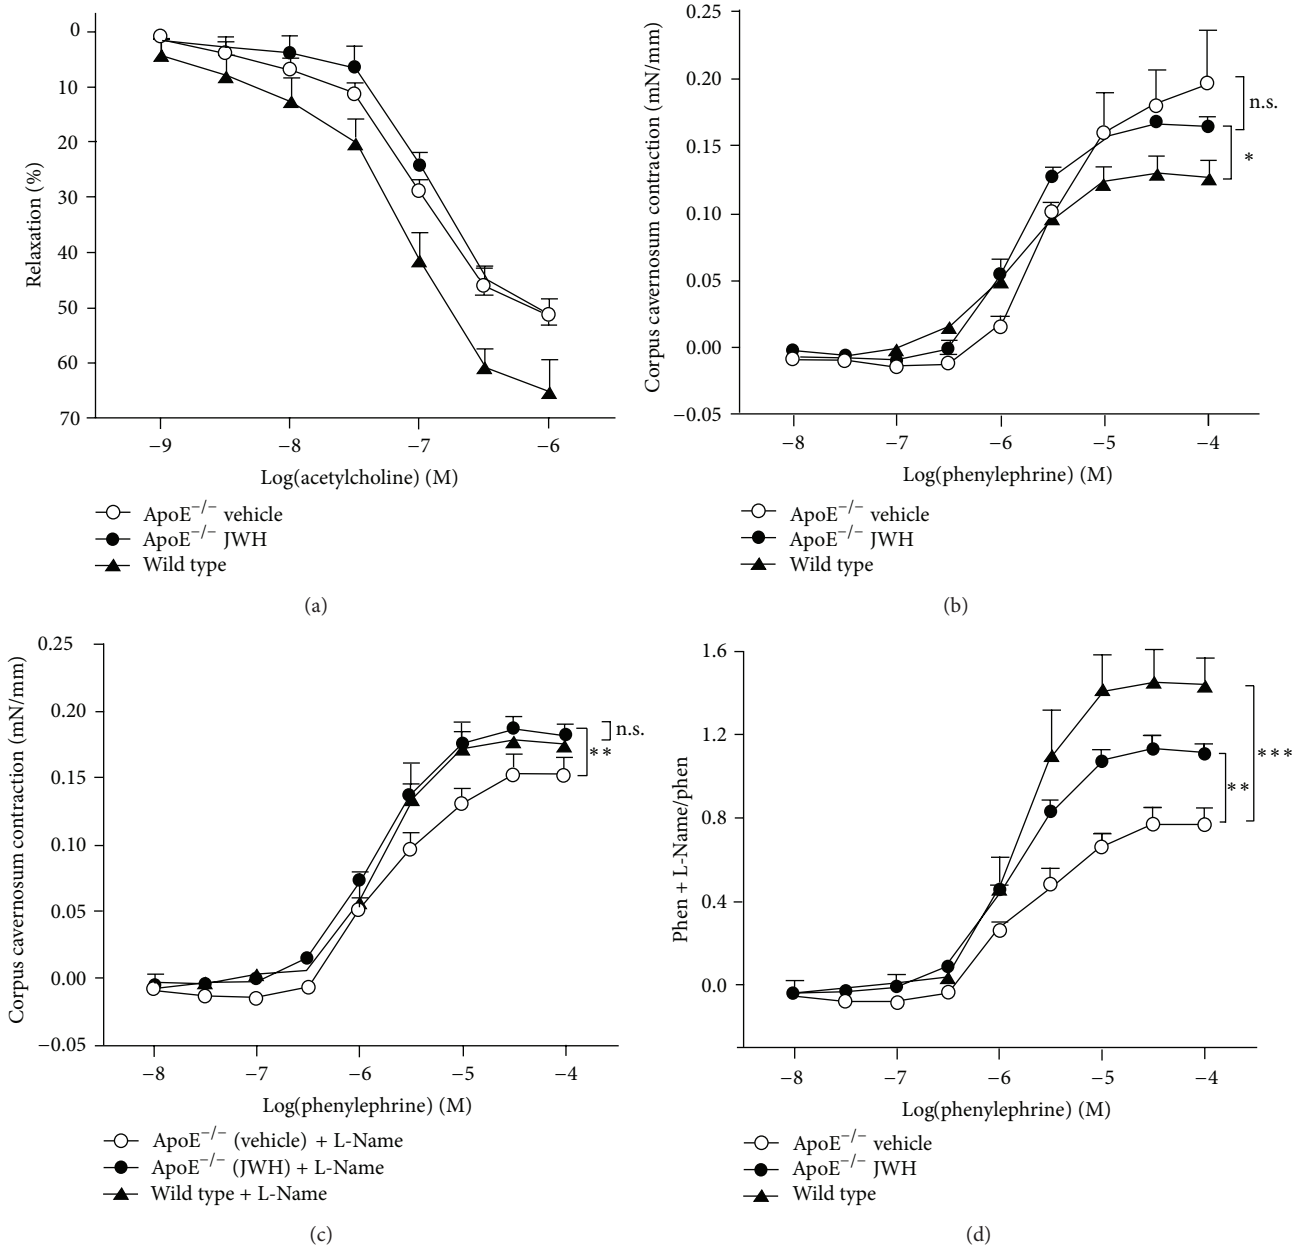 0
10
20
30
40
50
60
70
Relaxation (%)
−9
−8
−7
−6
Log(acetylcholine) (M)
ApoE−/− vehicle
ApoE−/− JWH
Wild type
(a)
0.25
0.20
0.15
0.10
0.05
0.00
−0.05
Corpus cavernosum contraction (mN/mm)
n.s.
*
−8
−7
−6
−5
−4
Log(phenylephrine) (M)
ApoE−/− vehicle
ApoE−/− JWH
Wild type
(b)
0.25
0.20
0.15
0.10
0.05
0.00
−0.05
Corpus cavernosum contraction (mN/mm)
n.s.
**
−8
−7
−6
−5
−4
Log(phenylephrine) (M)
ApoE−/− (vehicle) + L-Name
ApoE−/− (JWH) + L-Name
Wild type + L-Name
(c)
1.6
1.2
0.8
0.4
0.0
Phen + L-Name/phen
***
**
−8
−7
−6
−5
−4
Log(phenylephrine) (M)
ApoE−/− vehicle
ApoE−/− JWH
Wild type
(d)